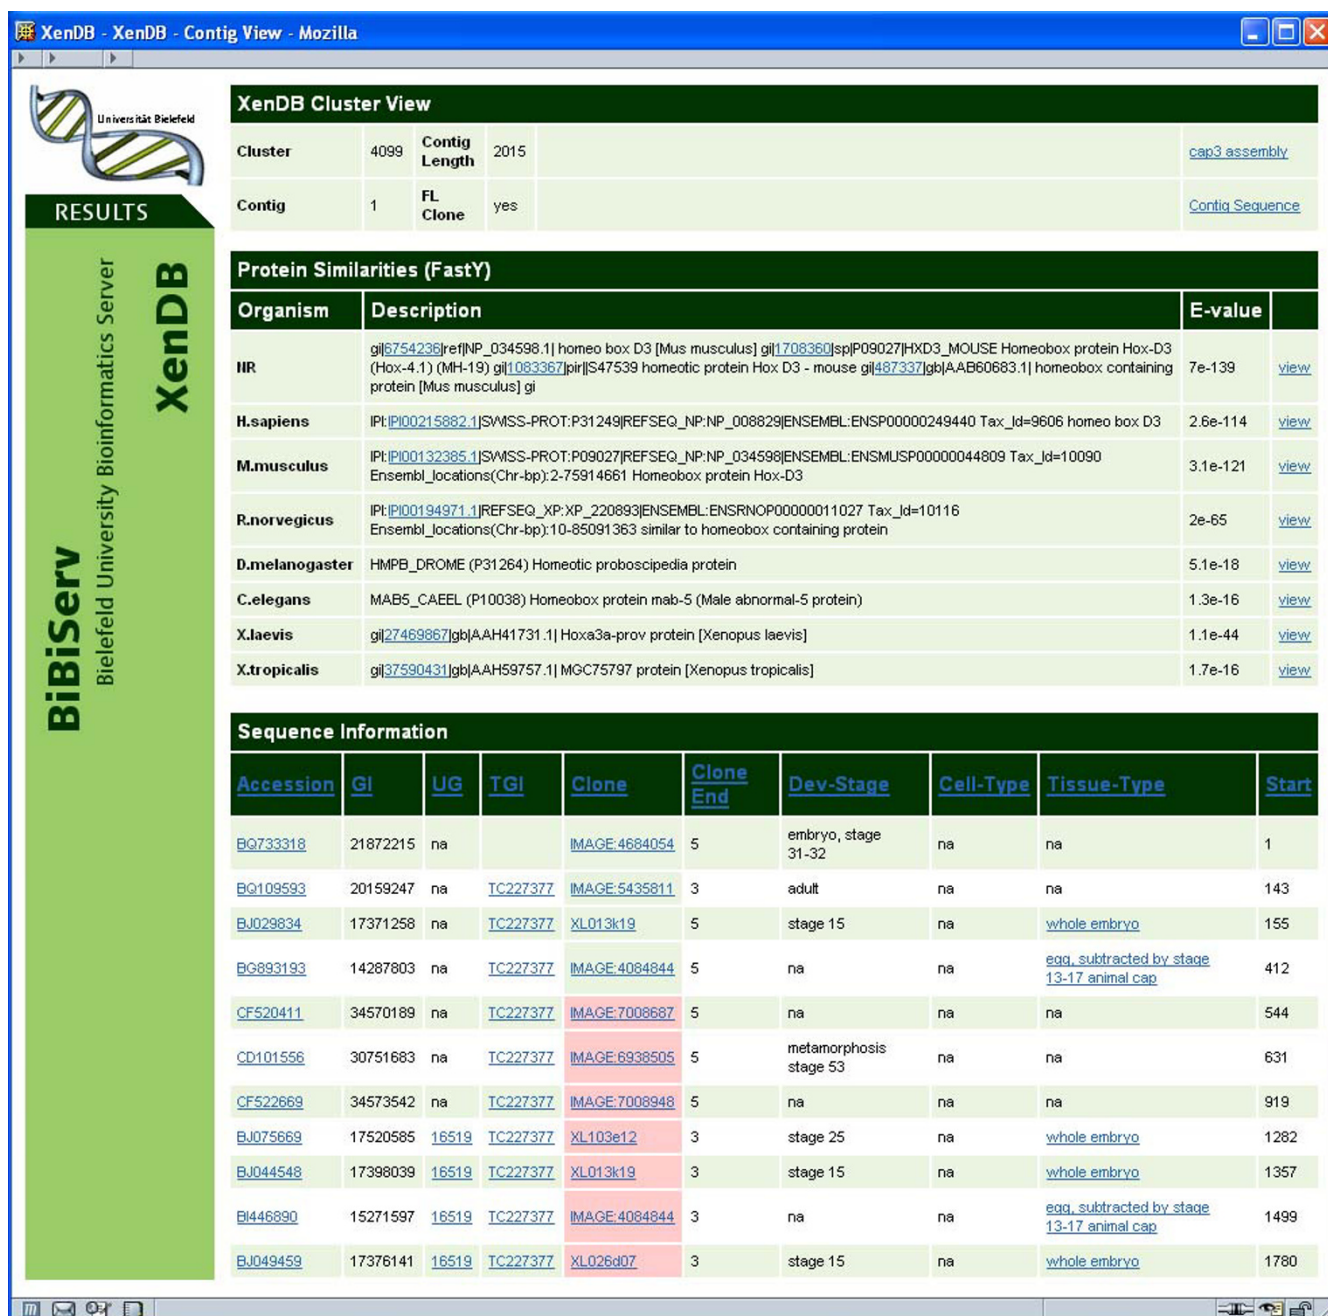 XenDB - XenDB - Contig View - Mozilla
Universität Bielefeld
RESULTS
XenDB
Bielefeld University Bioinformatics Server
BiBiServ
XenDB Cluster View
Cluster 4099 Contig Length 2015 cap3 assembly
Contig 1 FL Clone yes Contig Sequence
Protein Similarities (FastY)
Organism Description E-value
NR gi|6754236|ref|NP_034598.1| homeo box D3 [Mus musculus] gi|1708360|sp|P09027|HXD3_MOUSE Homeobox protein Hox-D3
(Hox-4.1) (MH-19) gi|1083367|pir||S47539 homeotic protein Hox D3 - mouse gi|487337|gb|AAB60683.1| homeobox containing
protein [Mus musculus] gi 7e-139 view
H.sapiens IPI:IPI00215882.1|SWISS-PROT:P31249|REFSEQ_NP:NP_008829|ENSEMBL:ENSP00000249440 Tax_Id=9606 homeo box D3 2.6e-114 view
M.musculus IPI:IPI00132385.1|SWISS-PROT:P09027|REFSEQ_NP:NP_034598|ENSEMBL:ENSMUSP00000044809 Tax_Id=10090
Ensembl_locations(Chr-bp):2-75914661 Homeobox protein Hox-D3 3.1e-121 view
R.norvegicus IPI:IPI00194971.1|REFSEQ_XP:XP_220893|ENSEMBL:ENSRNOP00000011027 Tax_Id=10116
Ensembl_locations(Chr-bp):10-85091363 similar to homeobox containing protein 2e-65 view
D.melanogaster HMPB_DROME (P31264) Homeotic proboscipedia protein 5.1e-18 view
C.elegans MAB5_CAEEL (P10038) Homeobox protein mab-5 (Male abnormal-5 protein) 1.3e-16 view
X.laevis gi|27469867|gb|AAH41731.1| Hoxa3a-prov protein [Xenopus laevis] 1.1e-44 view
X.tropicalis gi|37590431|gb|AAH59757.1| MGC75797 protein [Xenopus tropicalis] 1.7e-16 view
Sequence Information
Accession GI UG TGI Clone Clone End Dev-Stage Cell-Type Tissue-Type Start
BQ733318 21872215 na IMAGE:4684054 5 embryo, stage 31-32 na na 1
BQ109593 20159247 na TC227377 IMAGE:5435811 3 adult na na 143
BJ029834 17371258 na TC227377 XL013k19 5 stage 15 na whole embryo 155
BG893193 14287803 na TC227377 IMAGE:4084844 5 na na egg, subtracted by stage 13-17 animal cap 412
CF520411 34570189 na TC227377 IMAGE:7008687 5 na na na 544
CD101556 30751683 na TC227377 IMAGE:6938505 5 metamorphosis stage 53 na na 631
CF522669 34573542 na TC227377 IMAGE:7008948 5 na na na 919
BJ075669 17520585 16519 TC227377 XL103e12 3 stage 25 na whole embryo 1282
BJ044548 17398039 16519 TC227377 XL013k19 3 stage 15 na whole embryo 1357
BI446890 15271597 16519 TC227377 IMAGE:4084844 3 na na egg, subtracted by stage 13-17 animal cap 1499
BJ049459 17376141 16519 TC227377 XL026d07 3 stage 15 na whole embryo 1780